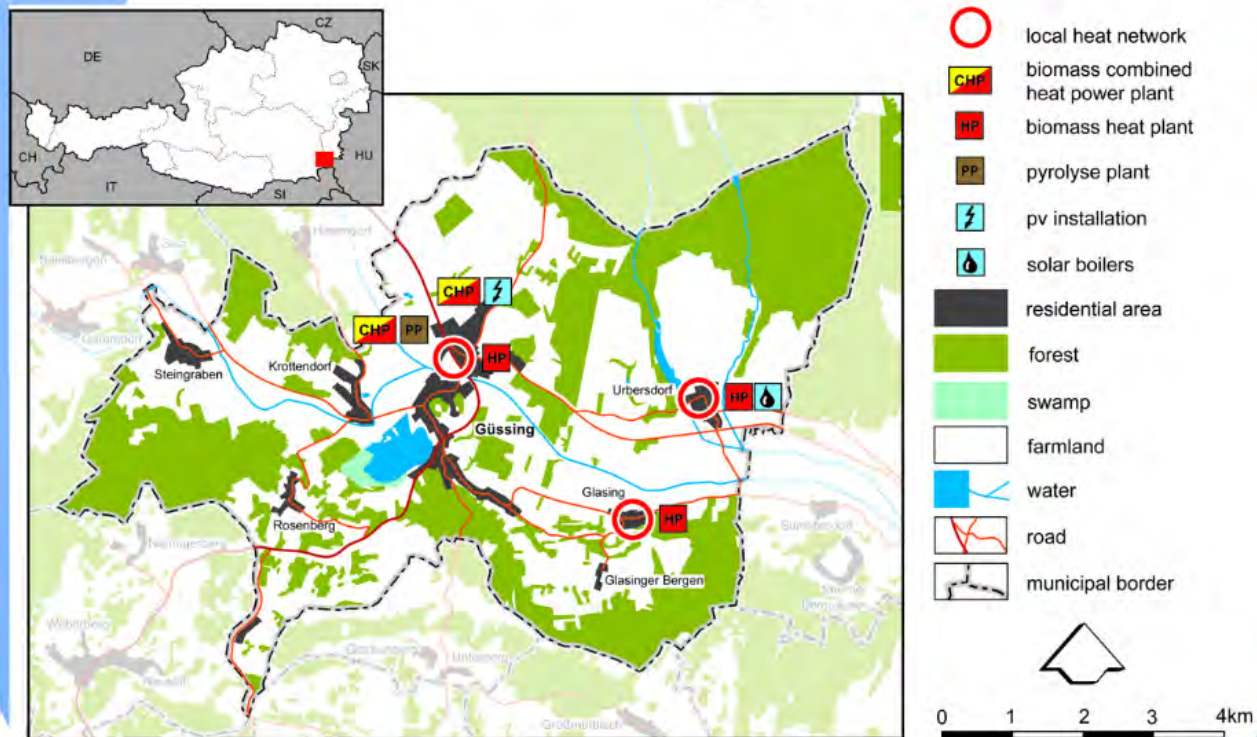 CZ
DE
SK
CH
HU
IT
SI
CHP
CHP
PP
HP
Krottendorf
Steingraben
Urbersdorf
HP
Güssing
Glasing
HP
Rosenberg
Glasinger Bergen
local heat network
CHP
biomass combined
heat power plant
HP
biomass heat plant
PP
pyrolyse plant
pv installation
solar boilers
residential area
forest
swamp
farmland
water
road
municipal border
0 1 2 3 4km